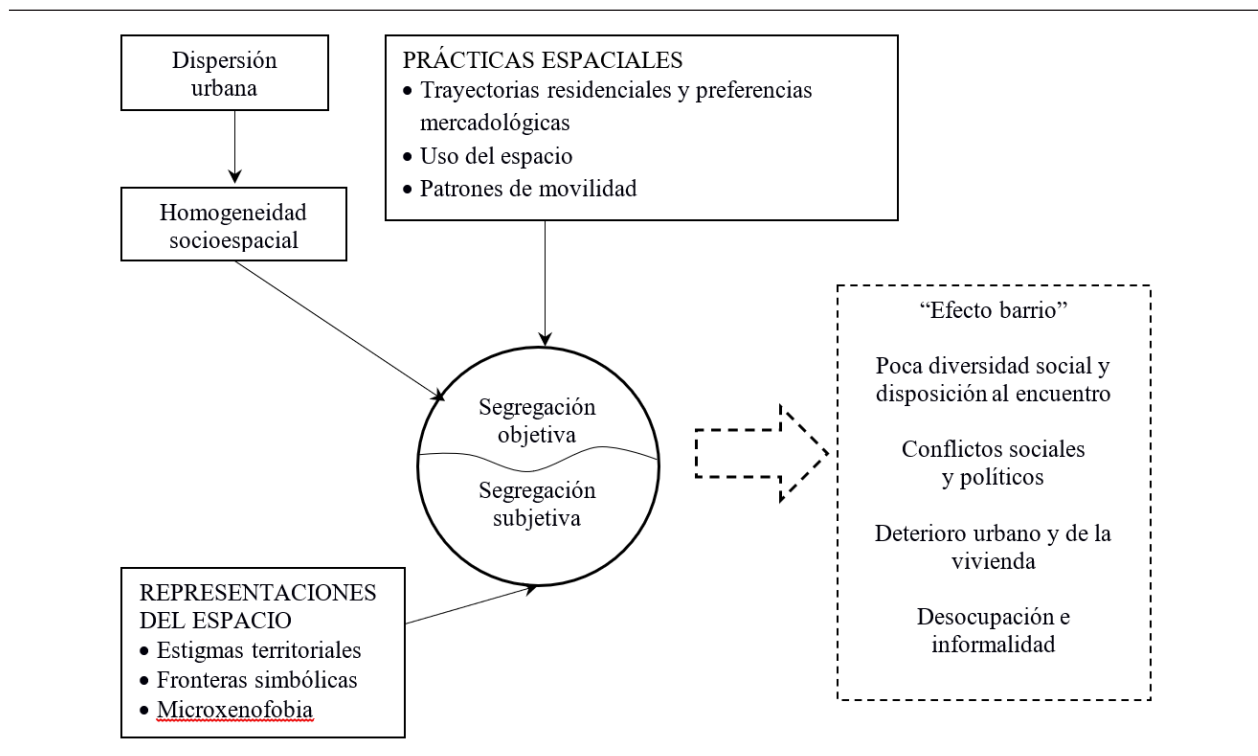 Dispersión
urbana
PRÁCTICAS ESPACIALES
• Trayectorias residenciales y preferencias
mercadológicas
• Uso del espacio
• Patrones de movilidad
Homogeneidad
socioespacial
Segregación
objetiva
Segregación
subjetiva
“Efecto barrio”
Poca diversidad social y
disposición al encuentro
Conflictos sociales
y políticos
Deterioro urbano y de la
vivienda
Desocupación e
informalidad
REPRESENTACIONES
DEL ESPACIO
• Estigmas territoriales
• Fronteras simbólicas
• Microxenofobia